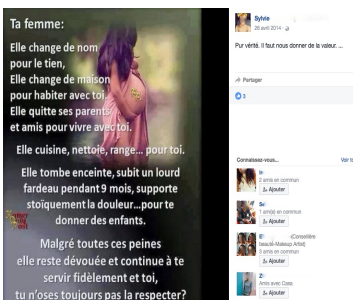 Ta femme:
Elle change de nom
pour le tien,
Elle change de maison
pour habiter avec toi.
Elle quitte ses parents
et amis pour vivre avec toi.
Elle cuisine, nettoie, range... pour toi.
Elle tombe enceinte, subit un lourd
fardeau pendant 9 mois, supporte
stoïquement la douleur...pour te
donner des enfants.
Malgré toutes ces peines
elle reste dévouée et continue à te
servir fidèlement et toi,
tu n'oses toujours pas la respecter?
Sylvie
26 avril 2014 ·
Pur vérité. Il faut nous donner de la valeur. ...
Partager
3
Connaissez-vous...
Voir to
2 amis en commun
Ajouter
1 ami(e) en commun
Ajouter
(Conseillère
beauté-Makeup Artist)
3 amis en commun
Ajouter
Amis avec Cass
Ajouter